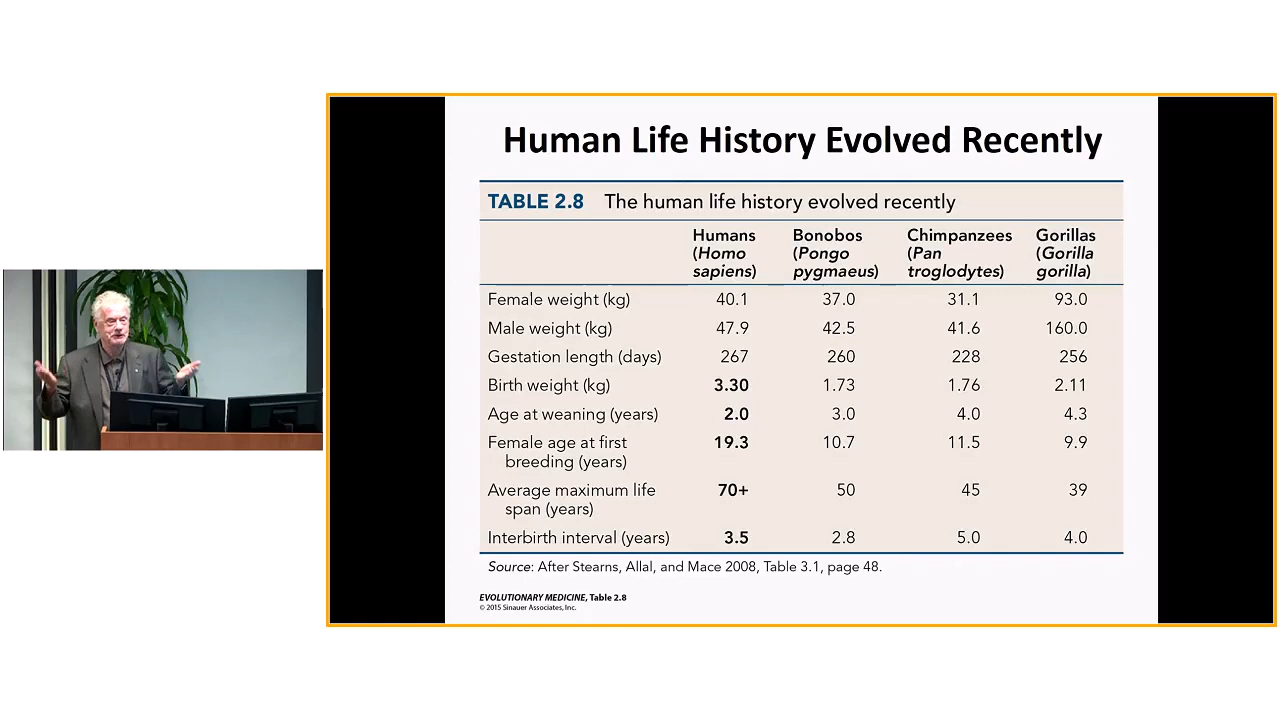 Human Life History Evolved Recently
TABLE 2.8 The human life history evolved recently
Humans (Homo sapiens) Bonobos (Pongo pygmaeus) Chimpanzees (Pan troglodytes) Gorillas (Gorilla gorilla)
Female weight (kg) 40.1 37.0 31.1 93.0
Male weight (kg) 47.9 42.5 41.6 160.0
Gestation length (days) 267 260 228 256
Birth weight (kg) 3.30 1.73 1.76 2.11
Age at weaning (years) 2.0 3.0 4.0 4.3
Female age at first breeding (years) 19.3 10.7 11.5 9.9
Average maximum life span (years) 70+ 50 45 39
Interbirth interval (years) 3.5 2.8 5.0 4.0
Source: After Stearns, Allal, and Mace 2008, Table 3.1, page 48.
EVOLUTIONARY MEDICINE, Table 2.8
© 2015 Sinauer Associates, Inc.